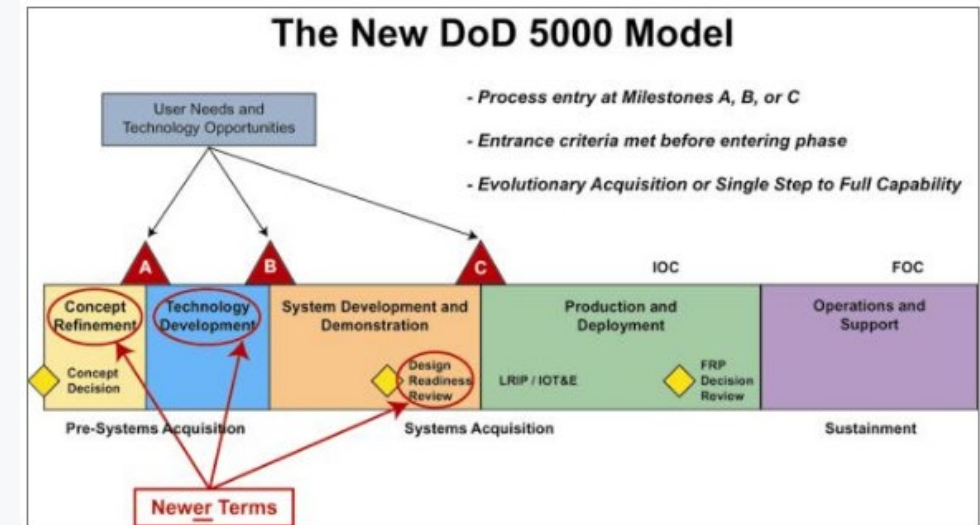 The New DoD 5000 Model
User Needs and
Technology Opportunities
- Process entry at Milestones A, B, or C
- Entrance criteria met before entering phase
- Evolutionary Acquisition or Single Step to Full Capability
A
B
C
IOC
FOC
Concept
Refinement
Technology
Development
System Development and
Demonstration
Production and
Deployment
Operations and
Support
Concept
Decision
Design
Readiness
Review
LRIP / IOT&E
FRP
Decision
Review
Pre-Systems Acquisition
Systems Acquisition
Sustainment
Newer Terms